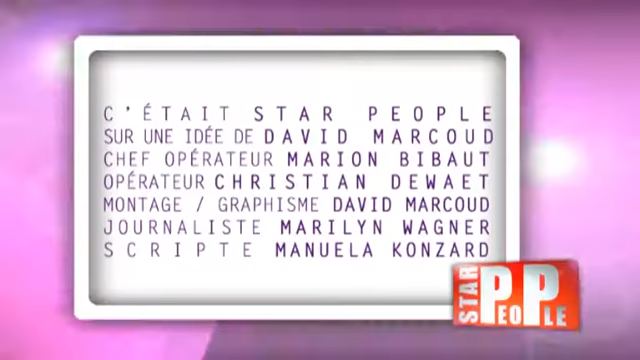 C'ÉTAIT STAR PEOPLE
SUR UNE IDÉE DE DAVID MARCOUD
CHEF OPÉRATEUR MARION BIBAUT
OPÉRATEUR CHRISTIAN DEWAET
MONTAGE / GRAPHISME DAVID MARCOUD
JOURNALISTE MARILYN WAGNER
SCRIPTE MANUELA KONZARD
STAR PEOPLE